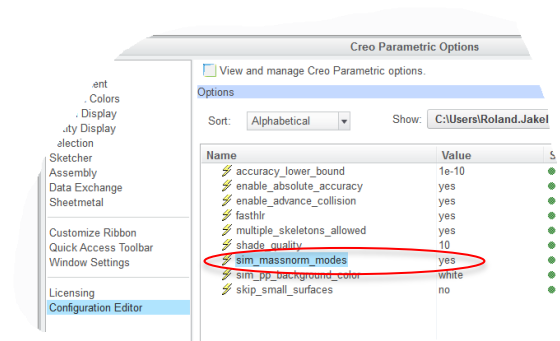 Creo Parametric Options
View and manage Creo Parametric options.
Options
Sort: Alphabetical Show: C:\Users\Roland.Jakel
Name Value
accuracy_lower_bound 1e-10
enable_absolute_accuracy yes
enable_advance_collision yes
fasthlr yes
multiple_skeletons_allowed yes
shade_quality 10
sim_massnorm_modes yes
sim_pp_background_color white
skip_small_surfaces no
Colors
Display
Display
Sketcher
Assembly
Data Exchange
Sheetmetal
Customize Ribbon
Quick Access Toolbar
Window Settings
Licensing
Configuration Editor